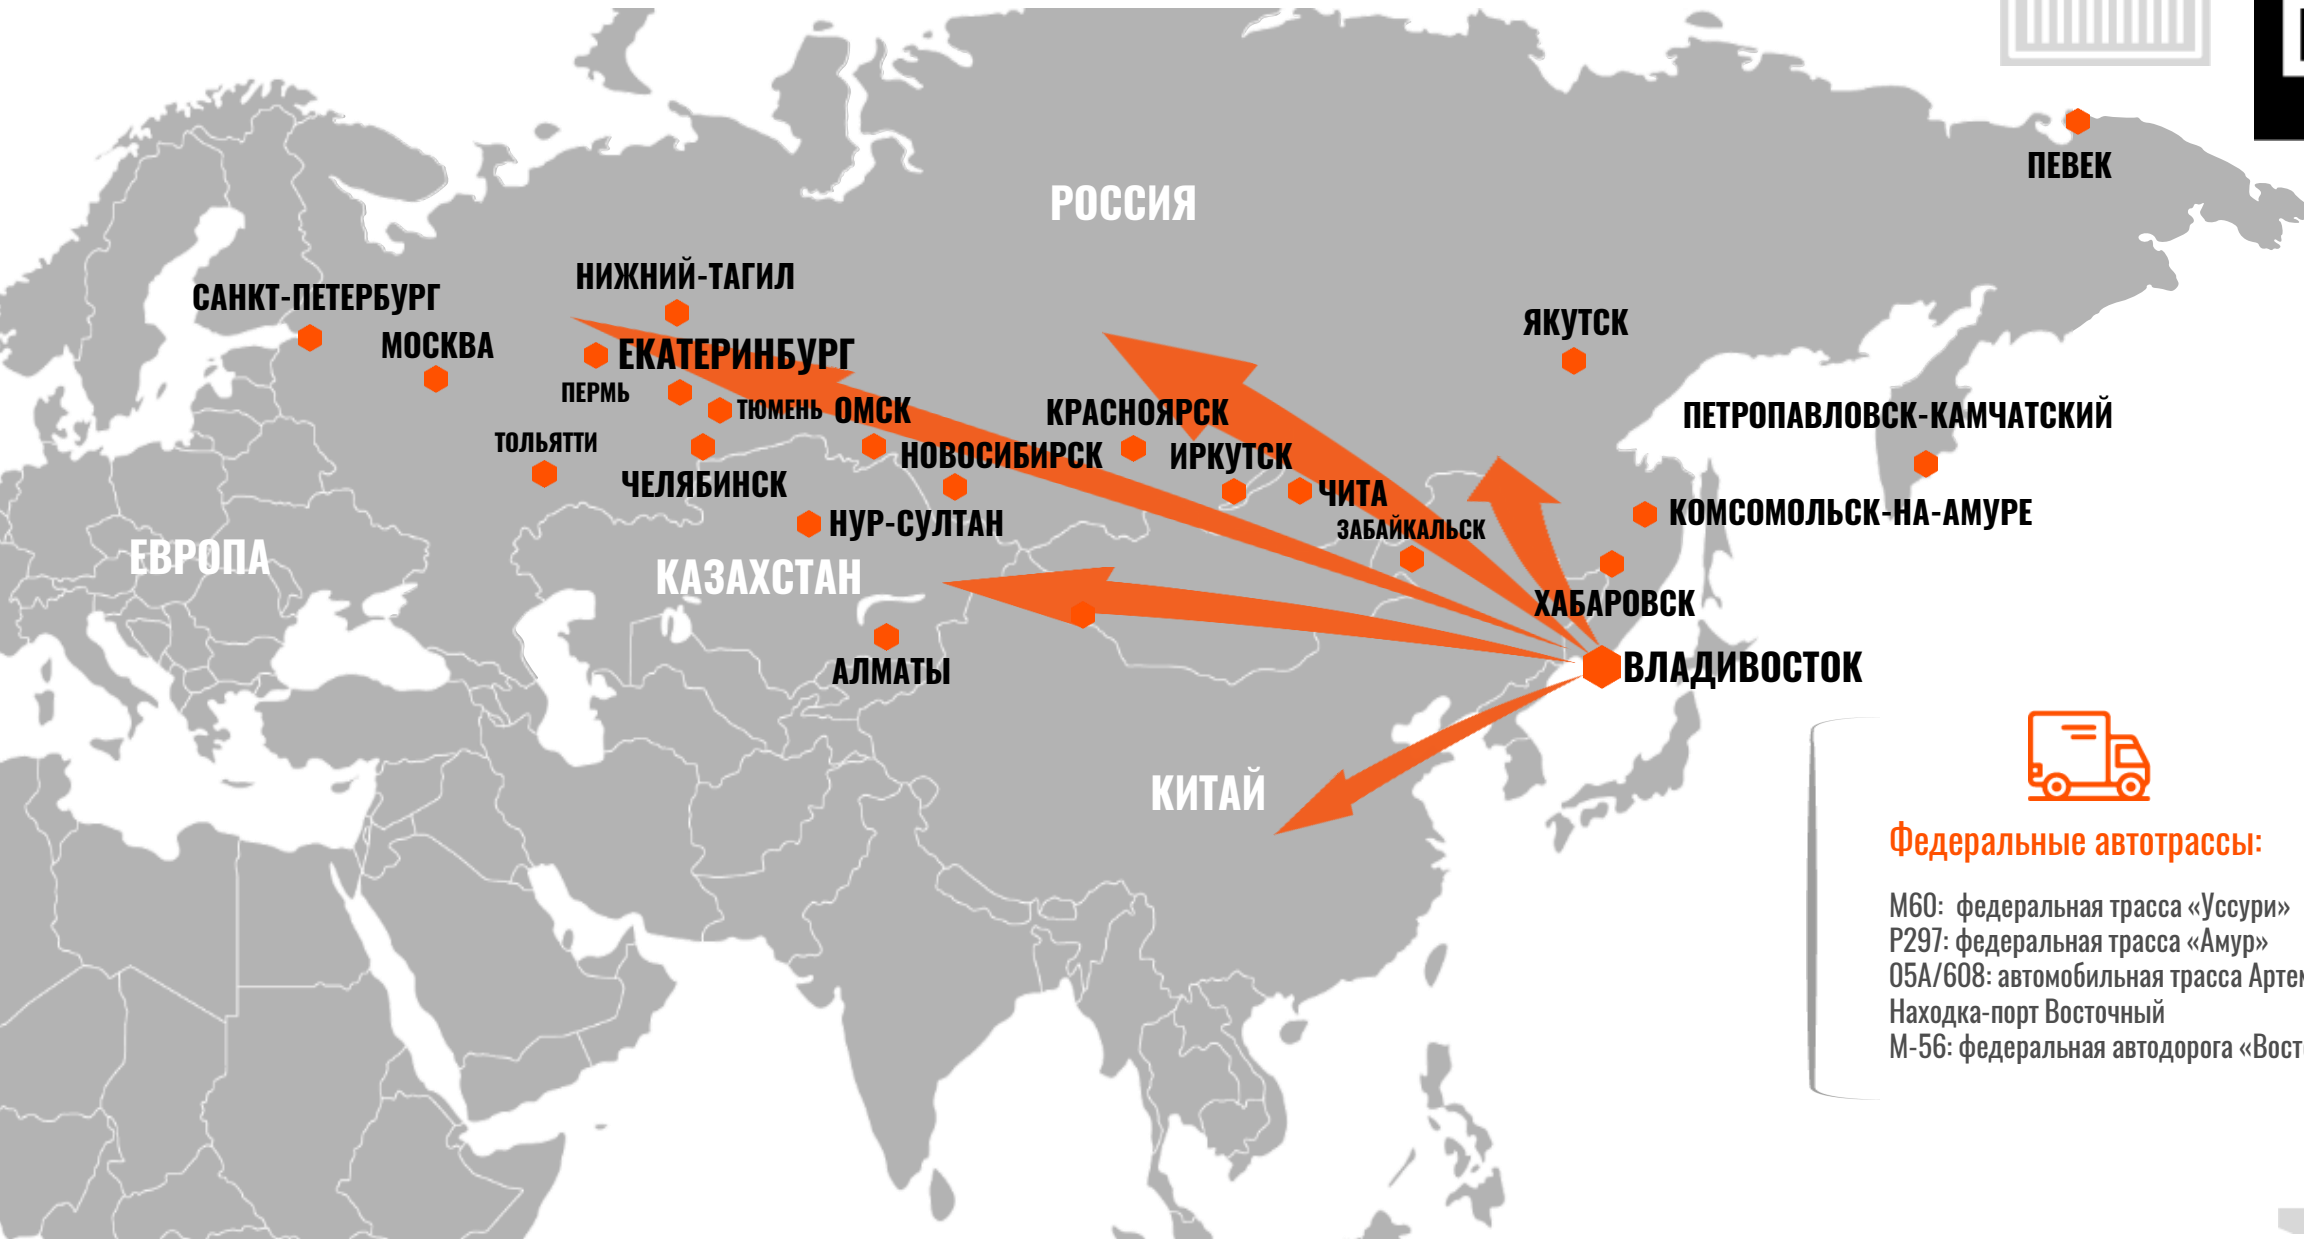 ПЕВЕК
РОССИЯ
НИЖНИЙ-ТАГИЛ
САНКТ-ПЕТЕРБУРГ
МОСКВА
ЕКАТЕРИНБУРГ
ЯКУТСК
ПЕРМЬ
ТЮМЕНЬ
ОМСК
КРАСНОЯРСК
ПЕТРОПАВЛОВСК-КАМЧАТСКИЙ
ТОЛЬЯТТИ
НОВОСИБИРСК
ИРКУТСК
ЧЕЛЯБИНСК
ЧИТА
НУР-СУЛТАН
ЗАБАЙКАЛЬСК
КОМСОМОЛЬСК-НА-АМУРЕ
ЕВРОПА
КАЗАХСТАН
ХАБАРОВСК
АЛМАТЫ
ВЛАДИВОСТОК
КИТАЙ
Федеральные автотрассы:
М60: федеральная трасса «Уссури»
Р297: федеральная трасса «Амур»
05А/608: автомобильная трасса
Находка-порт Восточный
М-56: федеральная автодорога